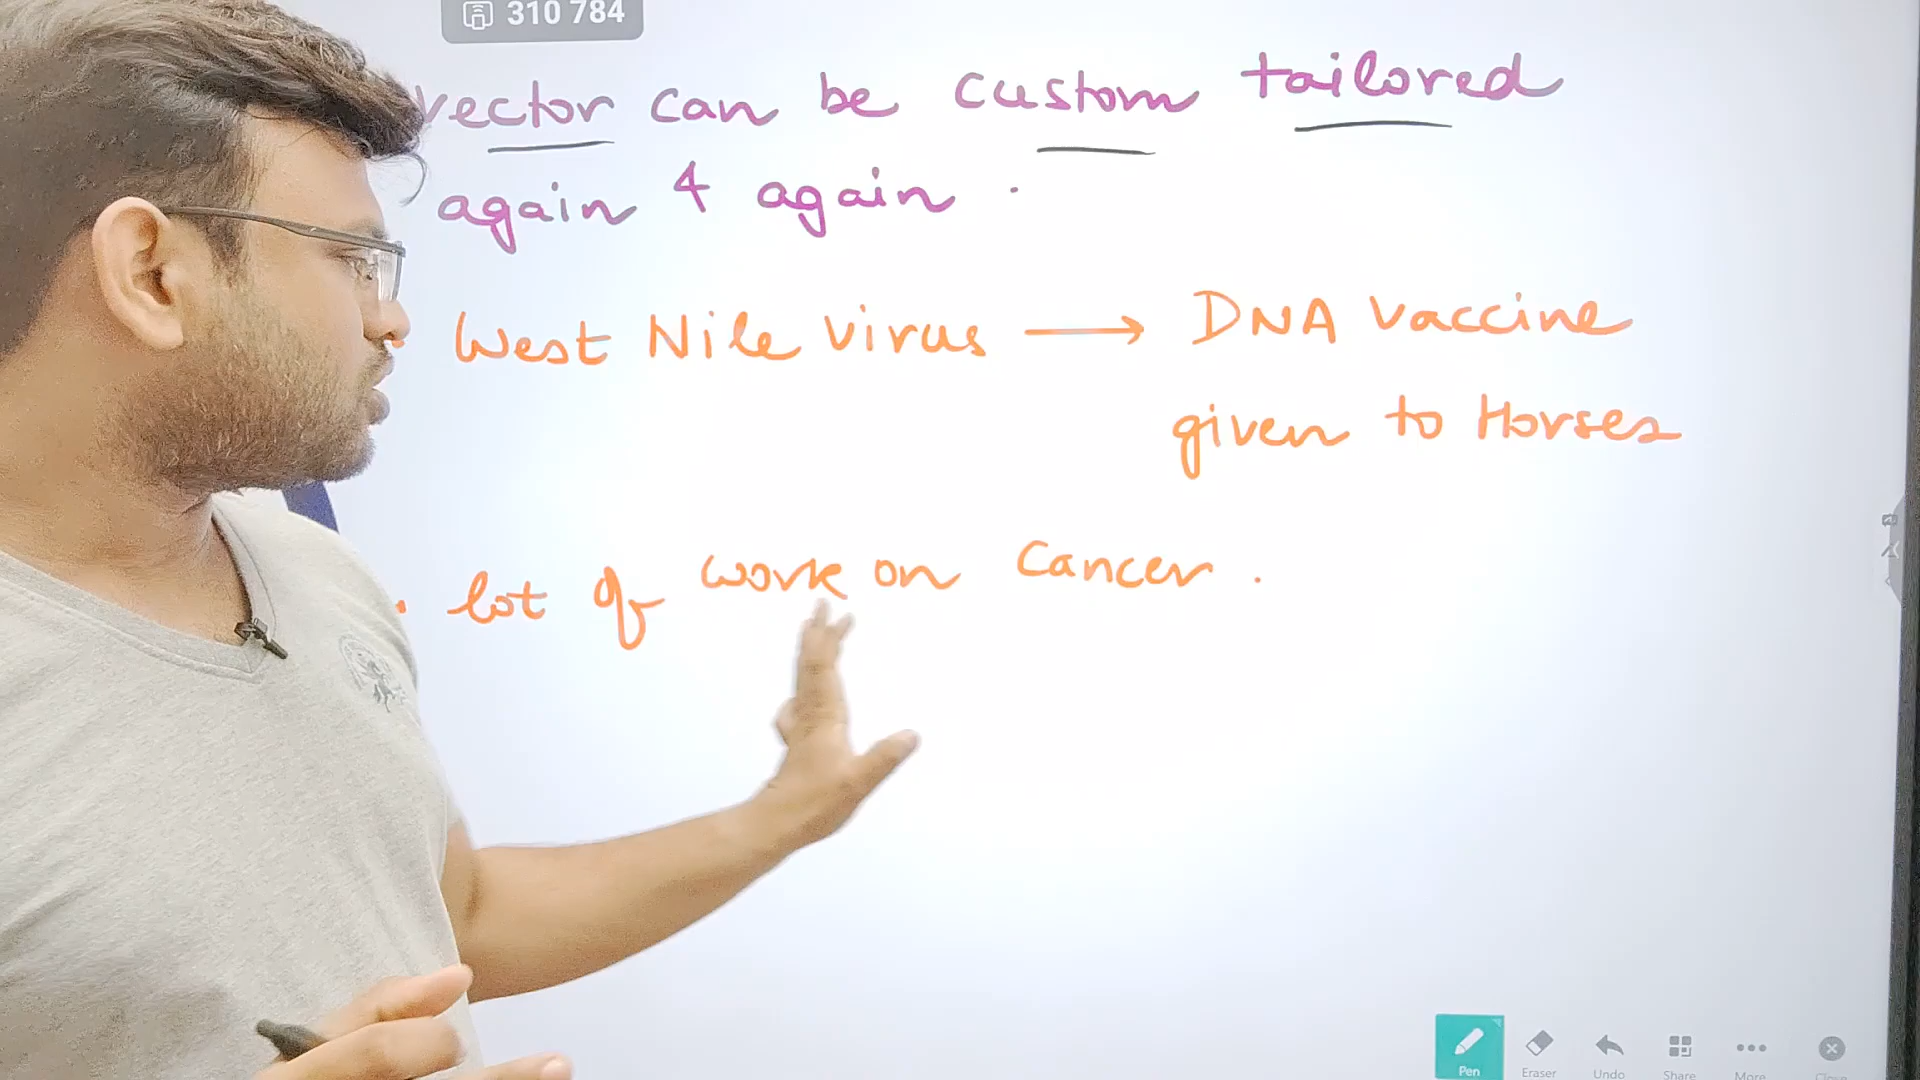 310 784
vector can be custom tailored
again & again .
West Nile Virus → DNA Vaccine
given to Horses
. lot of work on Cancer .
Pen Eraser Undo Share More